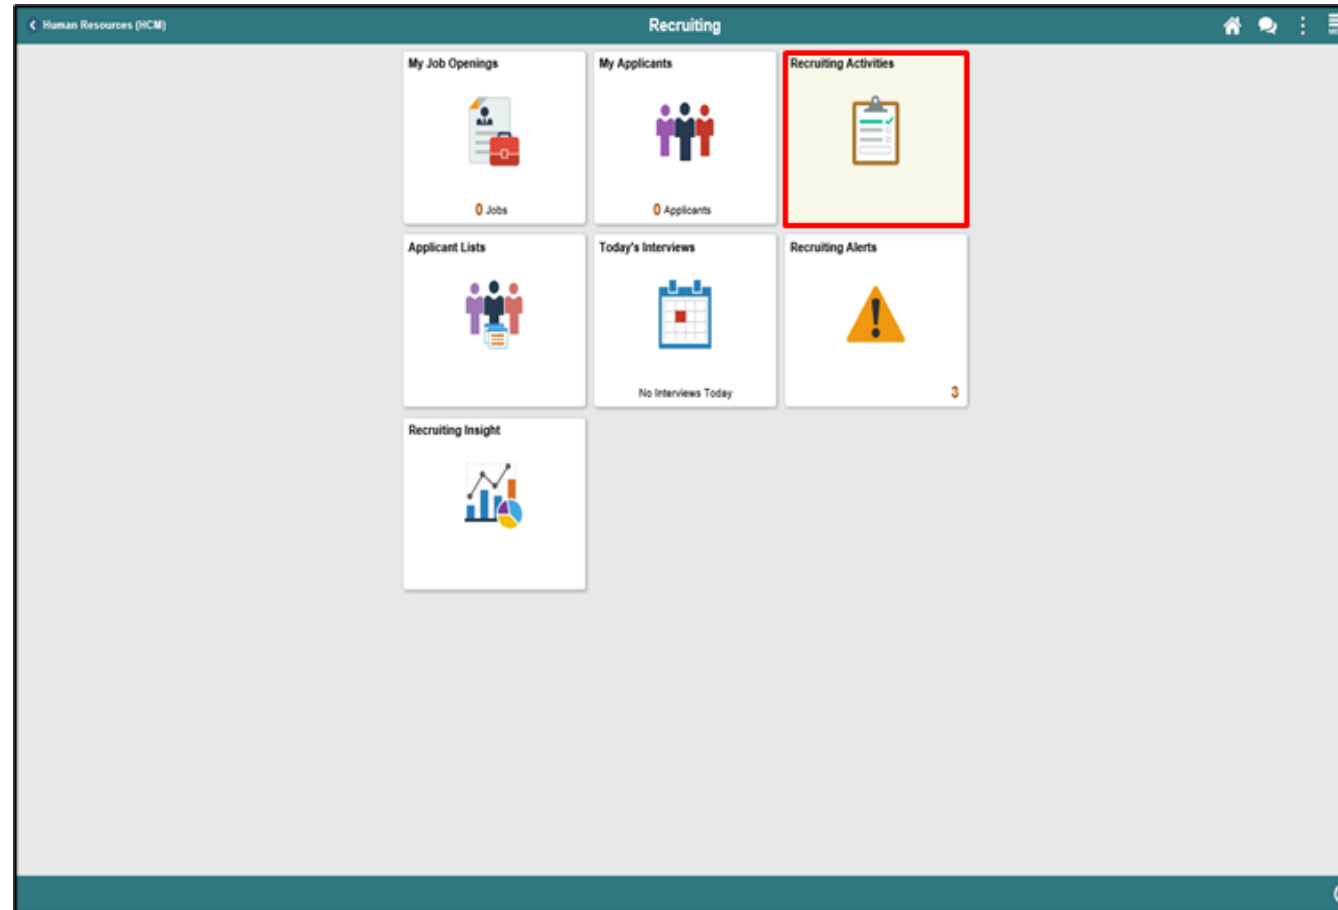 Human Resources (HCM)
Recruiting
My Job Openings
My Applicants
Recruiting Activities
0 Jobs
0 Applicants
Applicant Lists
Today's Interviews
Recruiting Alerts
No Interviews Today
3
Recruiting Insight